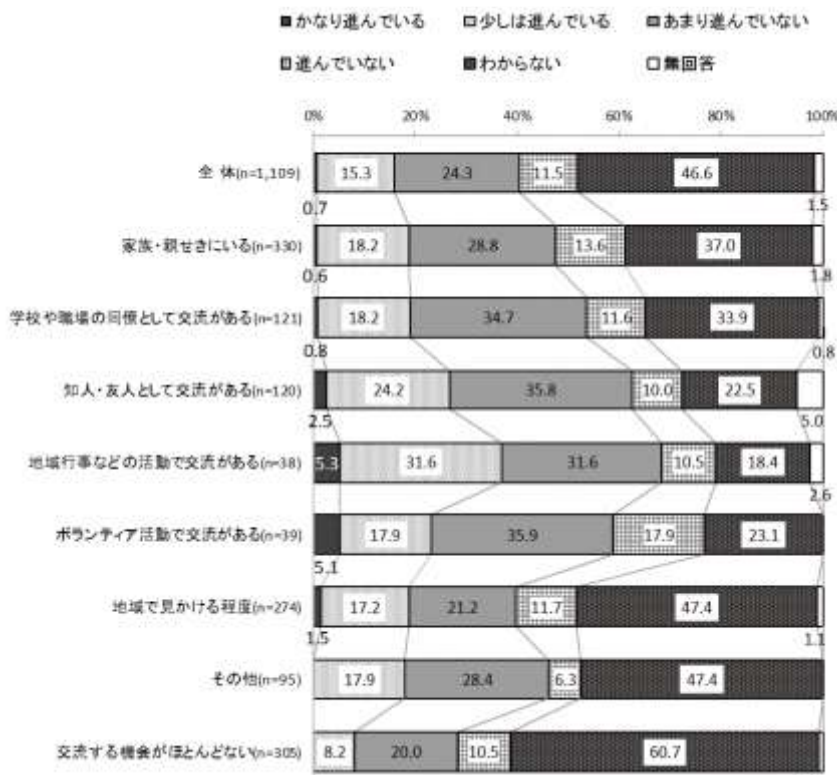 ■かなり進んでいる □少しは進んでいる ■あまり進んでいない
■進んでいない ■わからない □無回答
0% 20% 40% 60% 80% 100%
全 体(n=1,109) 15.3 24.3 11.5 46.6
0.7 1.5
家族・親せきにいる(n=330) 18.2 28.8 13.6 37.0
0.6 1.8
学校や職場の同僚として交流がある(n=121) 18.2 34.7 11.6 33.9
0.8 0.8
知人・友人として交流がある(n=120) 24.2 35.8 10.0 22.5
2.5 5.0
地域行事などの活動で交流がある(n=38) 5.3 31.6 31.6 10.5 18.4
2.6
ボランティア活動で交流がある(n=39) 17.9 35.9 17.9 23.1
5.1
地域で見かける程度(n=274) 17.2 21.2 11.7 47.4
1.5 1.1
その他(n=95) 17.9 28.4 6.3 47.4
交流する機会がほとんどない(n=305) 8.2 20.0 10.5 60.7